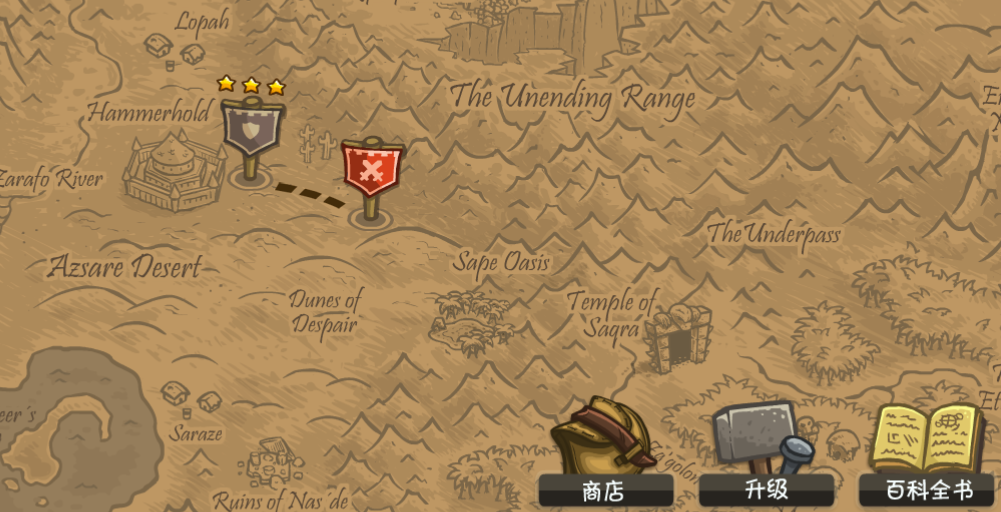 Lopah
The Unending Range
Hammerhold
Zarafo River
The Underpass
Azsare Desert
Sape Oasis
Dunes of
Despair
Temple of
Saqra
Saraze
Ruins of Nas´de
商店
升级
百科全书